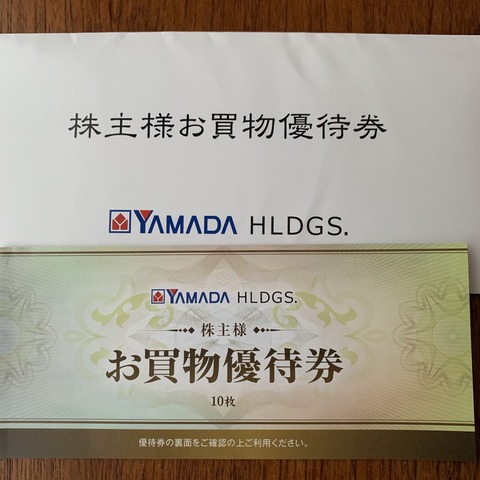 株主様お買物優待券
YAMADA HLDGS.
YAMADA HLDGS.
株主様
お買物優待券
10枚
優待券の裏面をご確認の上ご利用ください。